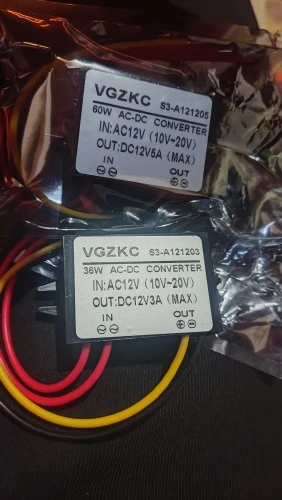 VGZKC S3-A121205
60W AC-DC CONVERTER
IN:AC12V (10V~20V)
OUT:DC12V5A (MAX)
IN OUT
VGZKC S3-A121203
36W AC-DC CONVERTER
IN:AC12V (10V~20V)
OUT:DC12V3A (MAX)
IN OUT